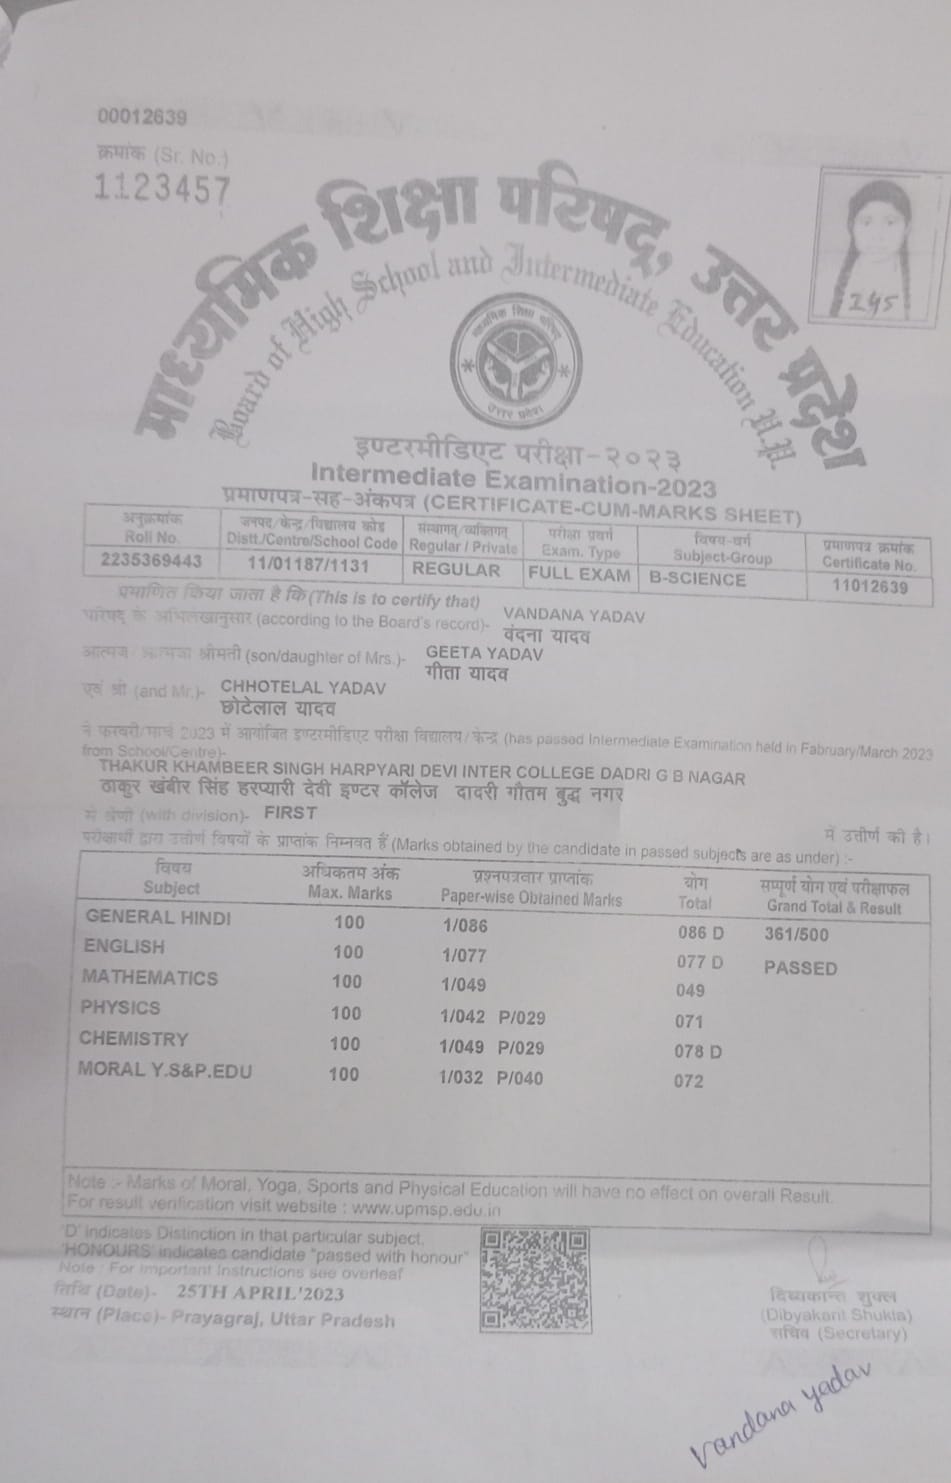 00012639
क्रमांक (Sr. No.)
1123457
माध्यमिक शिक्षा परिषद्, उत्तर प्रदेश
Board of High School and Intermediate Education U.P.
245
माध्यमिक शिक्षा परिषद
उत्तर प्रदेश
इण्टरमीडिएट परीक्षा-२०२३
Intermediate Examination-2023
प्रमाणपत्र-सह-अंकपत्र (CERTIFICATE-CUM-MARKS SHEET)
अनुक्रमांक जनपद/केन्द्र/विद्यालय कोड संस्थागत/व्यक्तिगत परीक्षा प्रवर्ग विषय-वर्ग प्रमाणपत्र क्रमांक
Roll No. Distt./Centre/School Code Regular / Private Exam. Type Subject-Group Certificate No.
2235369443 11/01187/1131 REGULAR FULL EXAM B-SCIENCE 11012639
प्रमाणित किया जाता है कि (This is to certify that)
परिषद के अभिलेखानुसार (according to the Board's record)- VANDANA YADAV
वंदना यादव
आत्मज/आत्मजा श्रीमती (son/daughter of Mrs.)- GEETA YADAV
गीता यादव
एवं श्री (and Mr.)- CHHOTELAL YADAV
छोटेलाल यादव
ने फरवरी/मार्च 2023 में आयोजित इण्टरमीडिएट परीक्षा विद्यालय/केन्द्र (has passed Intermediate Examination held in Fabruary/March 2023
from School/Centre)-
THAKUR KHAMBEER SINGH HARPYARI DEVI INTER COLLEGE DADRI G B NAGAR
ठाकुर खंबीर सिंह हरप्यारी देवी इण्टर कॉलेज दादरी गौतम बुद्ध नगर
में श्रेणी (with division)- FIRST में उत्तीर्ण की है।
परीक्षार्थी द्वारा उत्तीर्ण विषयों के प्राप्तांक निम्नवत हैं (Marks obtained by the candidate in passed subjects are as under) :-
विषय अधिकतम अंक प्रश्नपत्रवार प्राप्तांक योग सम्पूर्ण योग एवं परीक्षाफल
Subject Max. Marks Paper-wise Obtained Marks Total Grand Total & Result
GENERAL HINDI 100 1/086 086 D 361/500
ENGLISH 100 1/077 077 D PASSED
MATHEMATICS 100 1/049 049
PHYSICS 100 1/042 P/029 071
CHEMISTRY 100 1/049 P/029 078 D
MORAL Y.S&P.EDU 100 1/032 P/040 072
Note :- Marks of Moral, Yoga, Sports and Physical Education will have no effect on overall Result.
For result verification visit website : www.upmsp.edu.in
'D' indicates Distinction in that particular subject.
'HONOURS' indicates candidate "passed with honour"
Note : For Important Instructions see overleaf
तिथि (Date)- 25TH APRIL'2023
स्थान (Place)- Prayagraj, Uttar Pradesh
दिव्यकान्त शुक्ल
(Dibyakant Shukla)
सचिव (Secretary)
Vandana Yadav